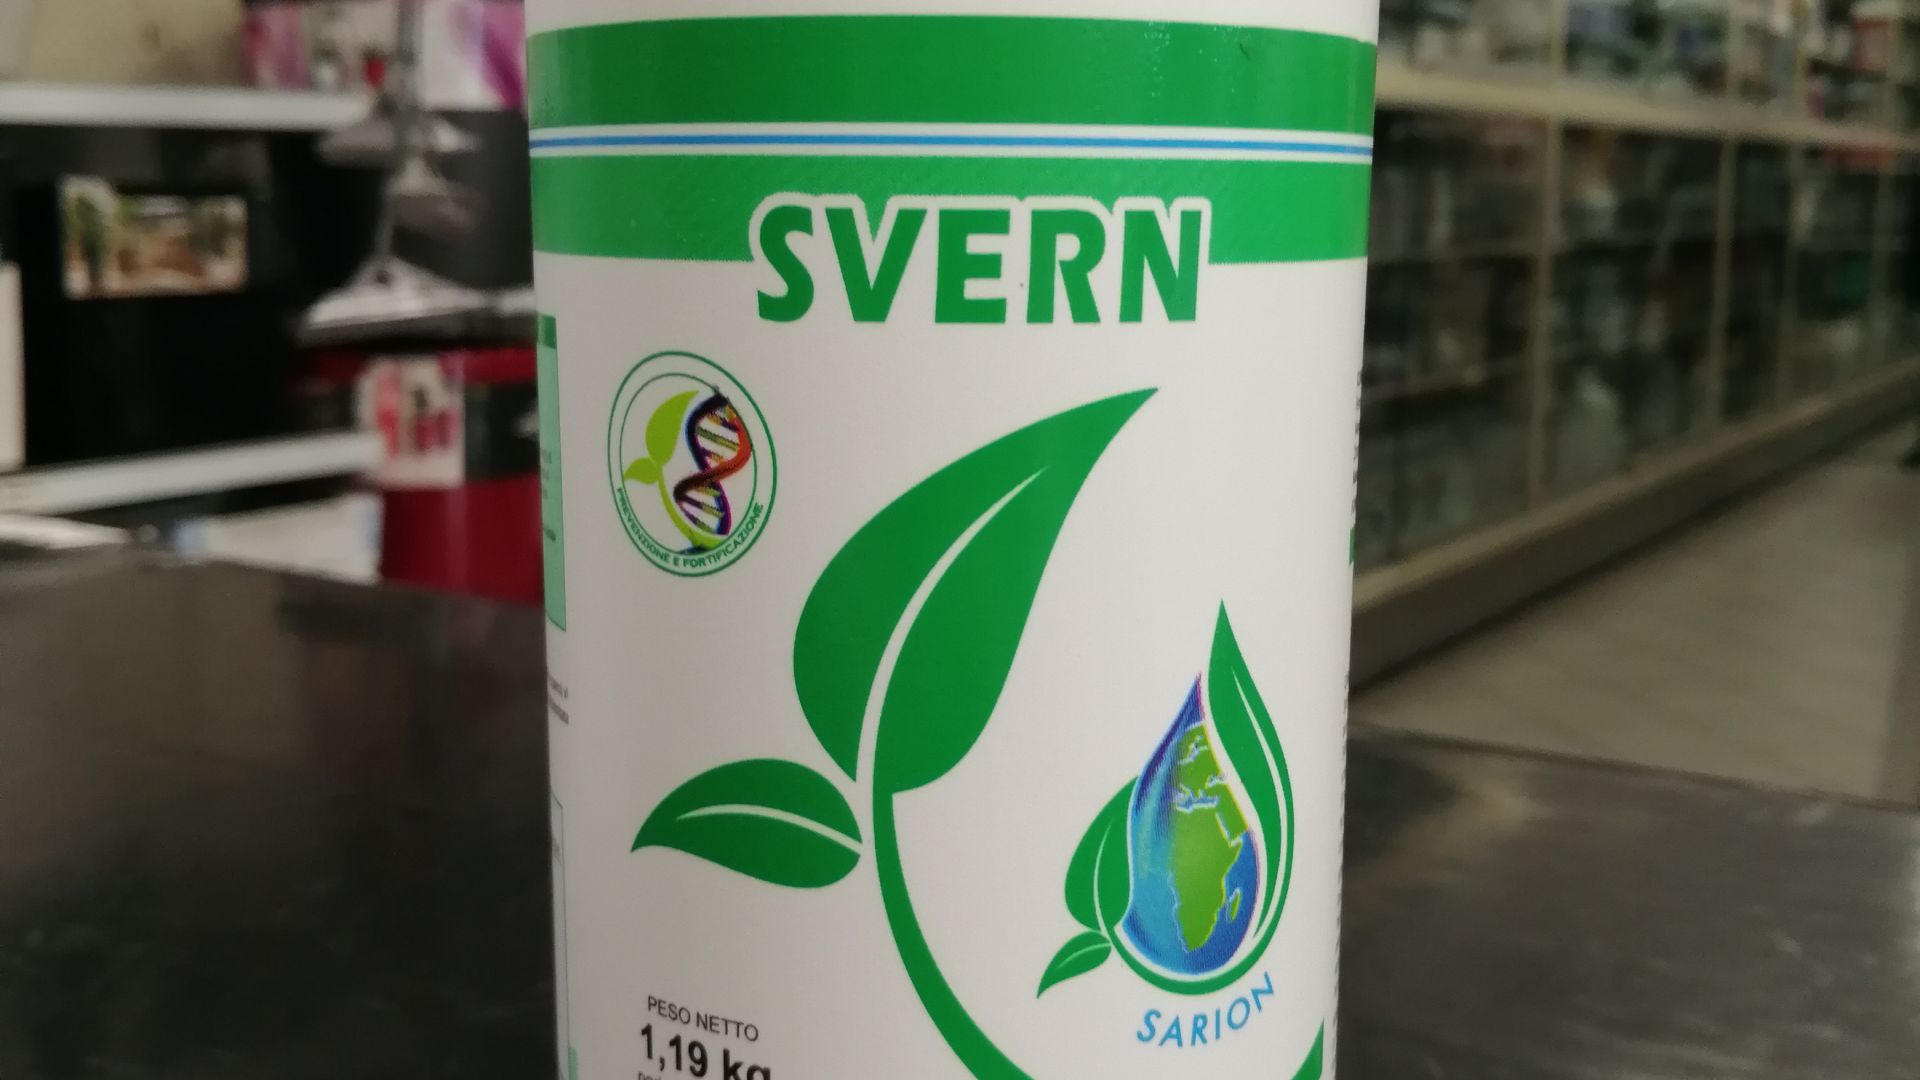 SVERN
PREVENZIONE E FORTIFICAZIONE
SARION
PESO NETTO
1,19 kg